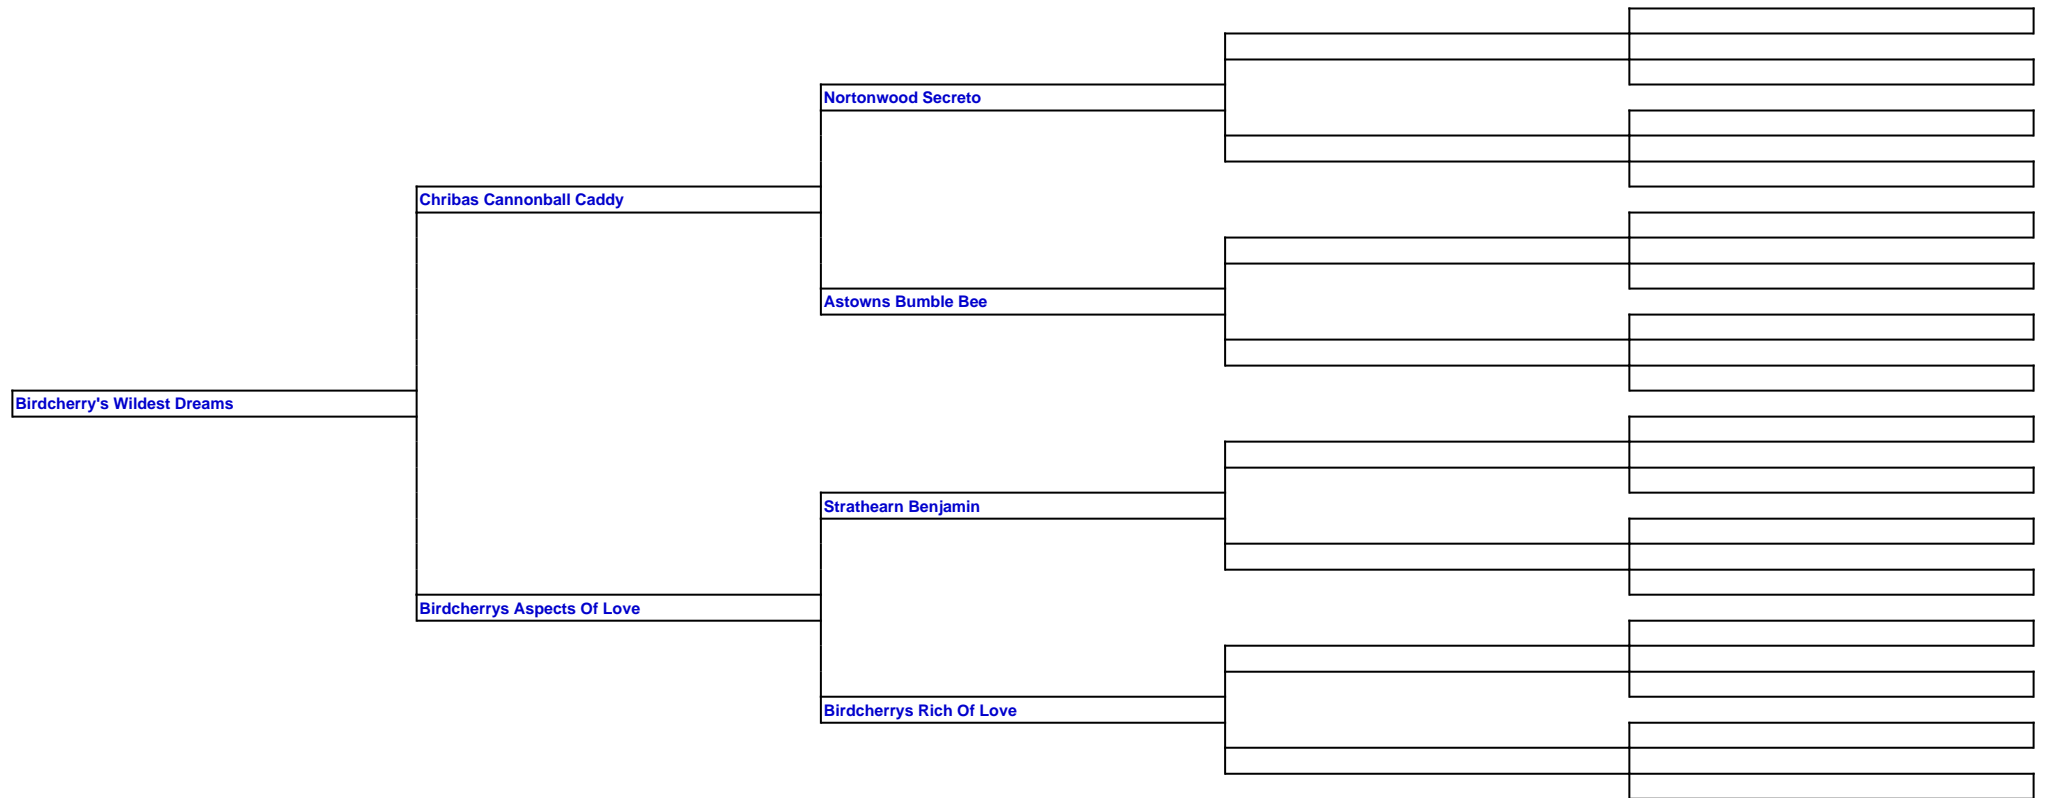 Nortonwood Secreto
Chribas Cannonball Caddy
Astowns Bumble Bee
Birdcherry's Wildest Dreams
Strathearn Benjamin
Birdcherrys Aspects Of Love
Birdcherrys Rich Of Love